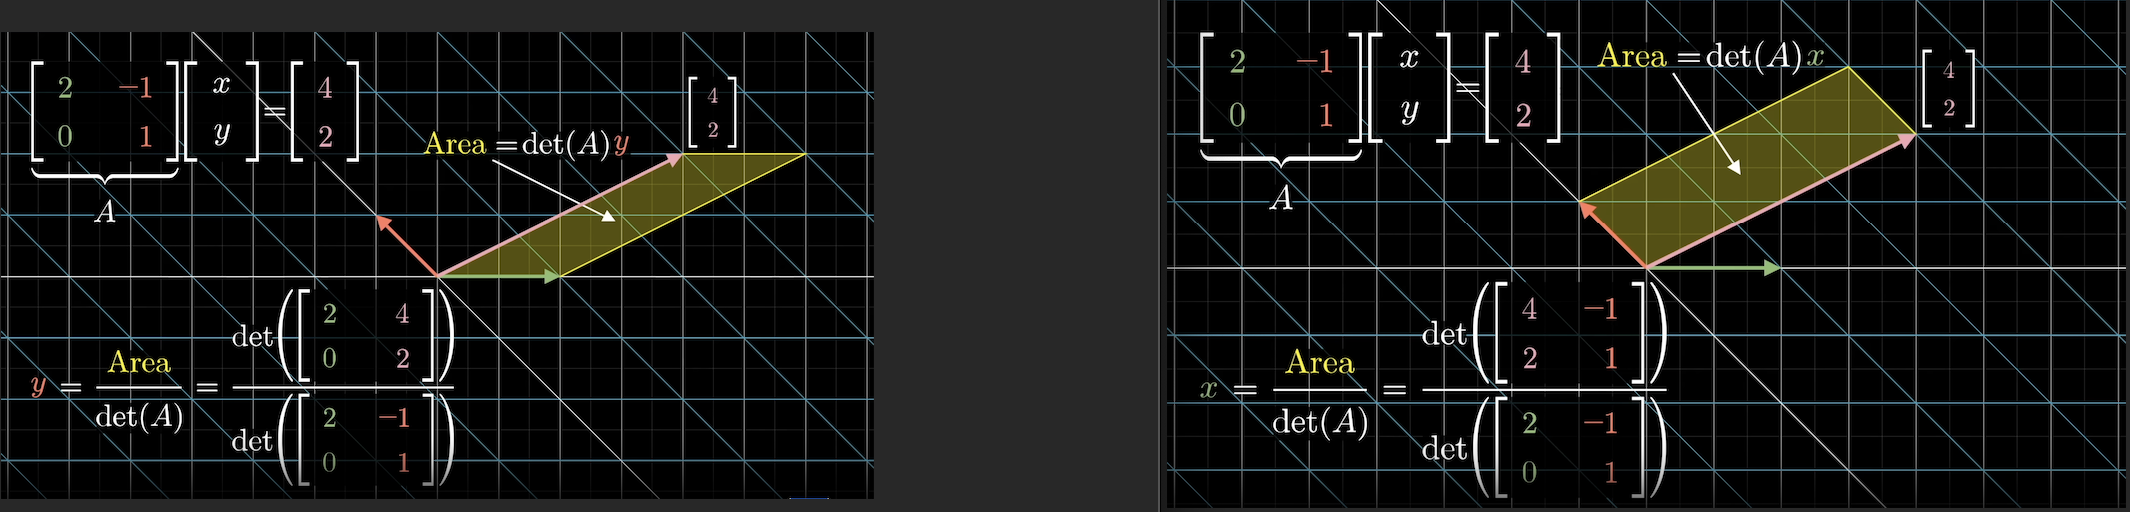 [2 −1; 0 1] [x; y] = [4; 2]
A
Area = det(A)y
[4; 2]
y = Area / det(A) = det([2 4; 0 2]) / det([2 −1; 0 1])
[2 −1; 0 1] [x; y] = [4; 2]
A
Area = det(A)x
[4; 2]
x = Area / det(A) = det([4 −1; 2 1]) / det([2 −1; 0 1])